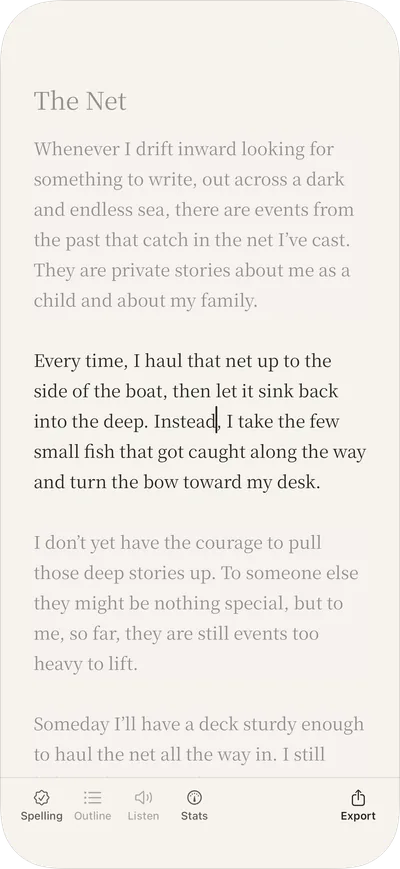 The Net
Whenever I drift inward looking for
something to write, out across a dark
and endless sea, there are events from
the past that catch in the net I’ve cast.
They are private stories about me as a
child and about my family.
Every time, I haul that net up to the
side of the boat, then let it sink back
into the deep. Instead, I take the few
small fish that got caught along the way
and turn the bow toward my desk.
I don’t yet have the courage to pull
those deep stories up. To someone else
they might be nothing special, but to
me, so far, they are still events too
heavy to lift.
Someday I’ll have a deck sturdy enough
to haul the net all the way in. I still
Spelling Outline Listen Stats Export